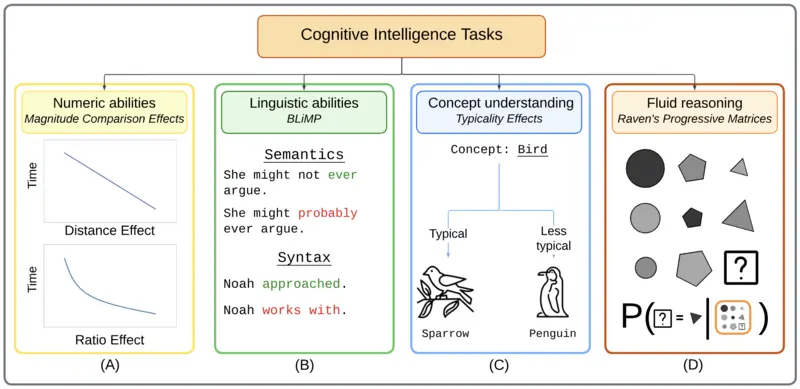 Cognitive Intelligence Tasks
Numeric abilities
Magnitude Comparison Effects
Time
Distance Effect
Time
Ratio Effect
(A)
Linguistic abilities
BLiMP
Semantics
She might not ever
argue.
She might probably
ever argue.
Syntax
Noah approached.
Noah works with.
(B)
Concept understanding
Typicality Effects
Concept: Bird
Typical
Less
typical
Sparrow
Penguin
(C)
Fluid reasoning
Raven's Progressive Matrices
?
P( ? = | ? )
(D)